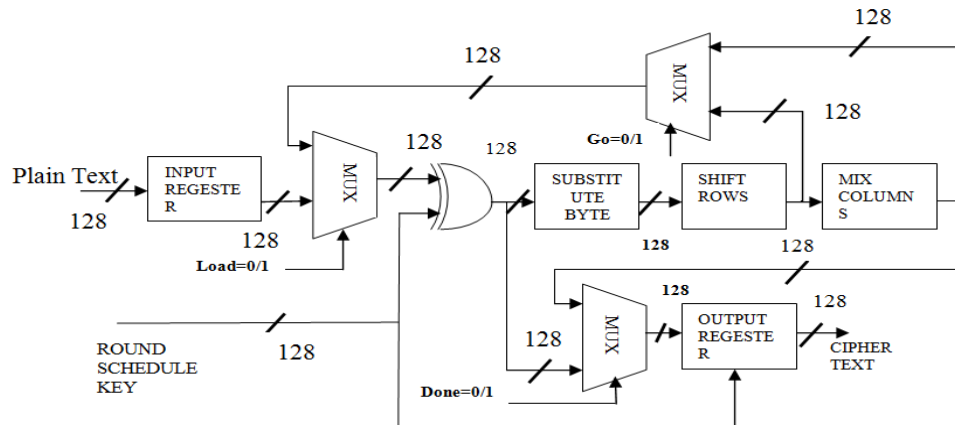 128
128
128
MUX
128
Go=0/1
128
128
Plain Text
INPUT
REGESTE
R
MUX
SUBSTIT
UTE
BYTE
SHIFT
ROWS
MIX
COLUMN
S
128
128
128
128
Load=0/1
128
MUX
128
OUTPUT
REGESTE
R
128
ROUND
SCHEDULE
KEY
128
128
CIPHER
TEXT
Done=0/1